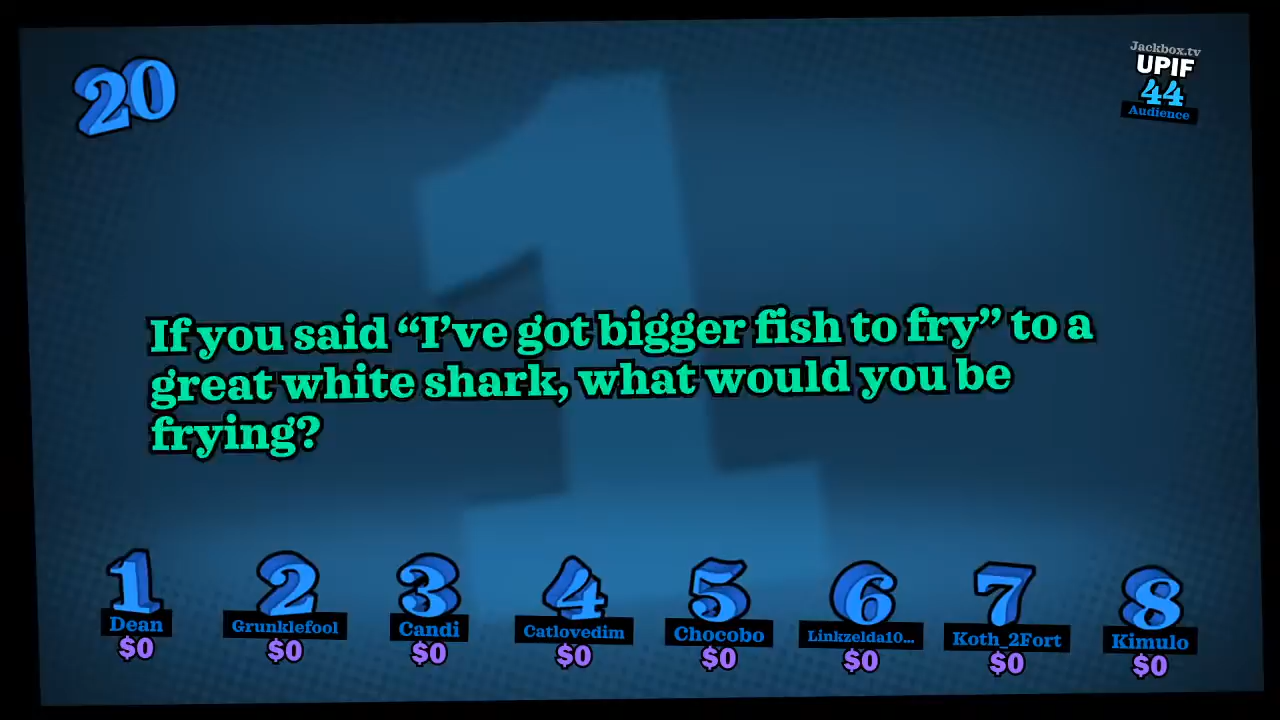 20
Jackbox.tv
UPIF
44
Audience
If you said “I’ve got bigger fish to fry” to a
great white shark, what would you be
frying?
1
1 2 3 4 5 6 7 8
Dean Grunklefool Candi Catlovedim Chocobo Linkzelda10... Koth_2Fort Kimulo
$0 $0 $0 $0 $0 $0 $0 $0